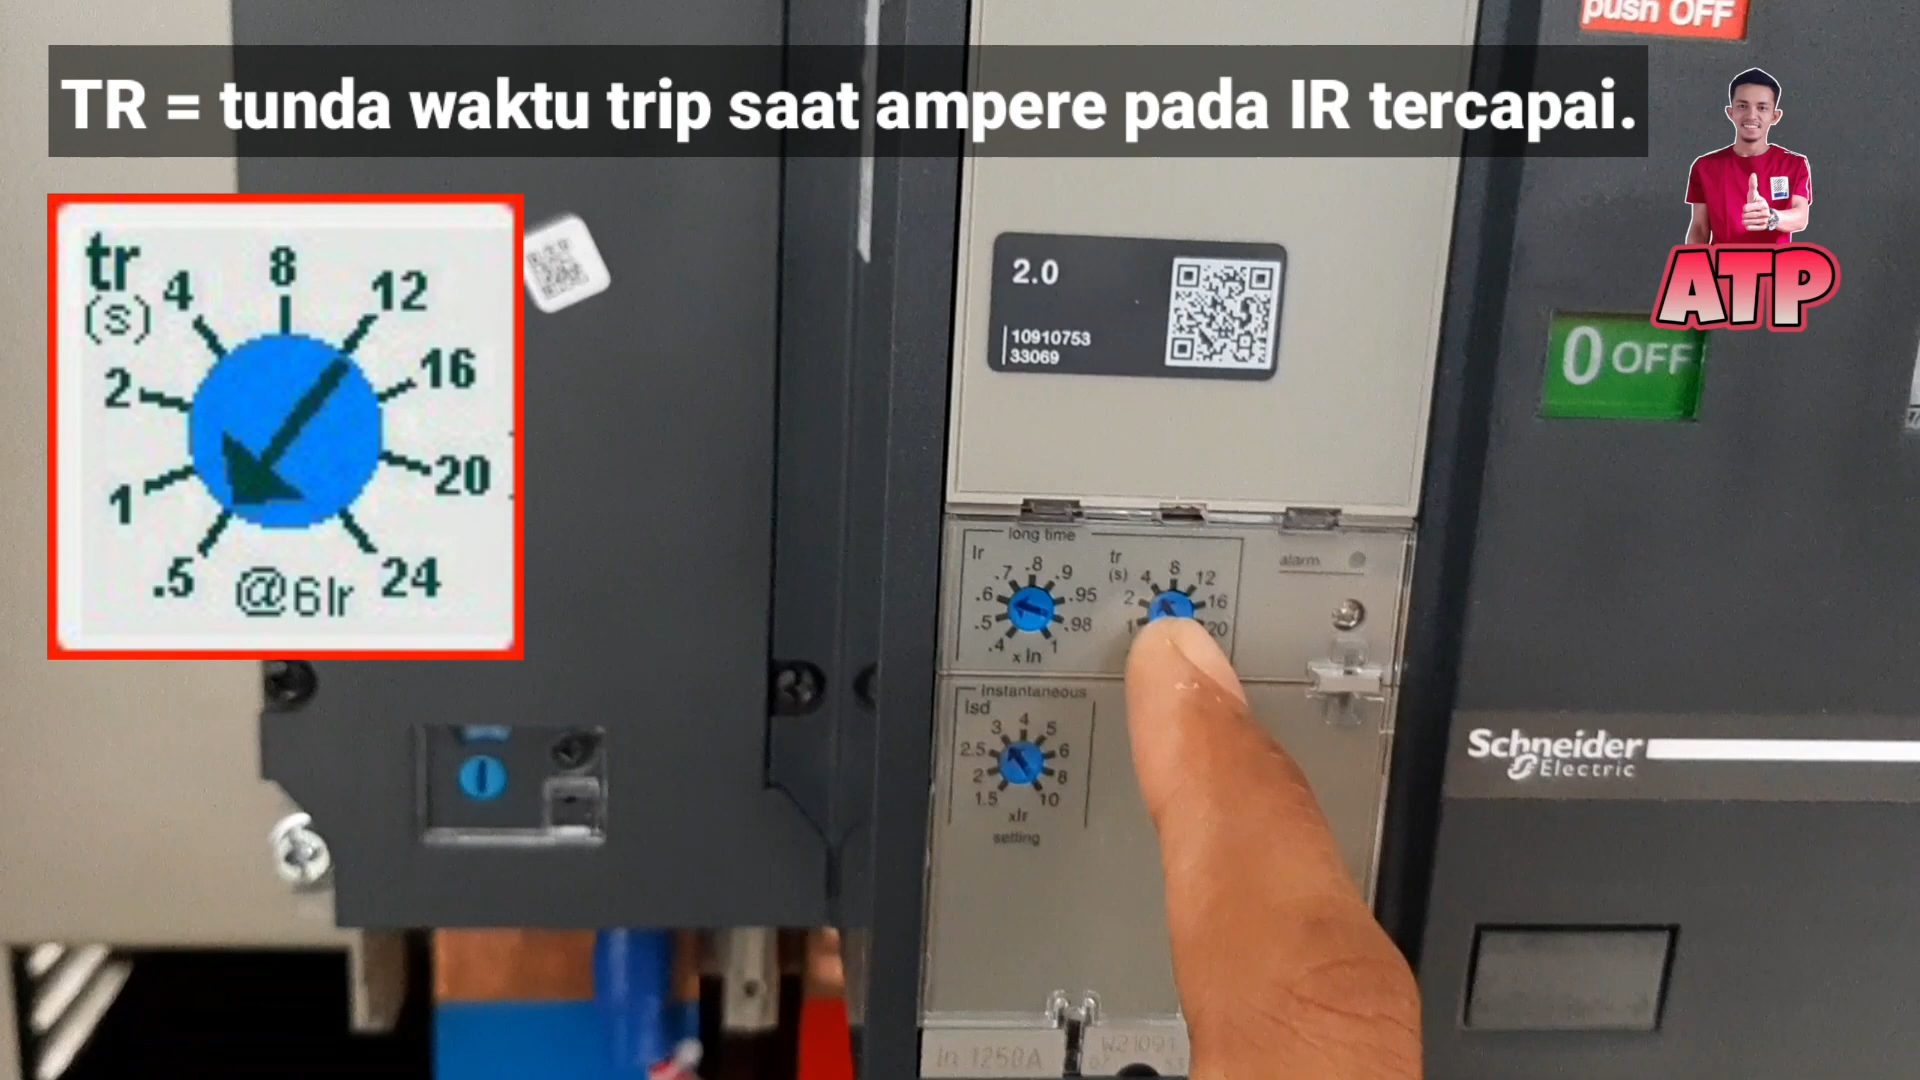 push OFF
TR = tunda waktu trip saat ampere pada IR tercapai.
ATP
tr
(s)
.5
1
2
4
8
12
16
20
24
@6Ir
2.0
10910753
33069
0 OFF
long time
Ir
.4
.5
.6
.7
.8
.9
.95
.98
1
x In
tr
(s)
1
2
4
8
12
16
20
alarm
Instantaneous
Isd
1.5
2
2.5
3
4
5
6
8
10
xIr
setting
Schneider
Electric
In 1250A
W21091